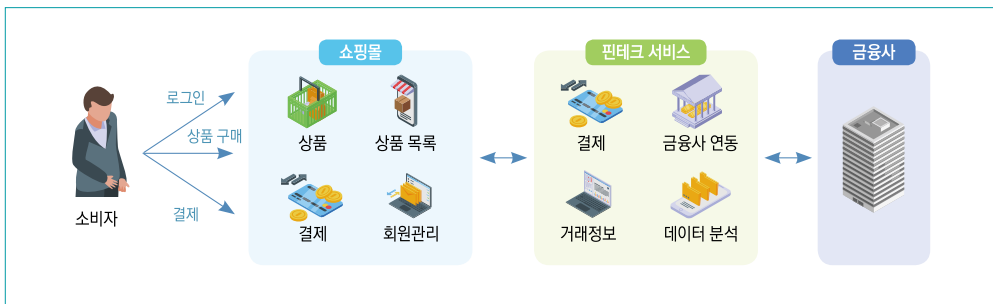 쇼핑몰
핀테크 서비스
금융사
로그인
상품 구매
결제
소비자
상품
상품 목록
결제
회원관리
결제
금융사 연동
거래정보
데이터 분석